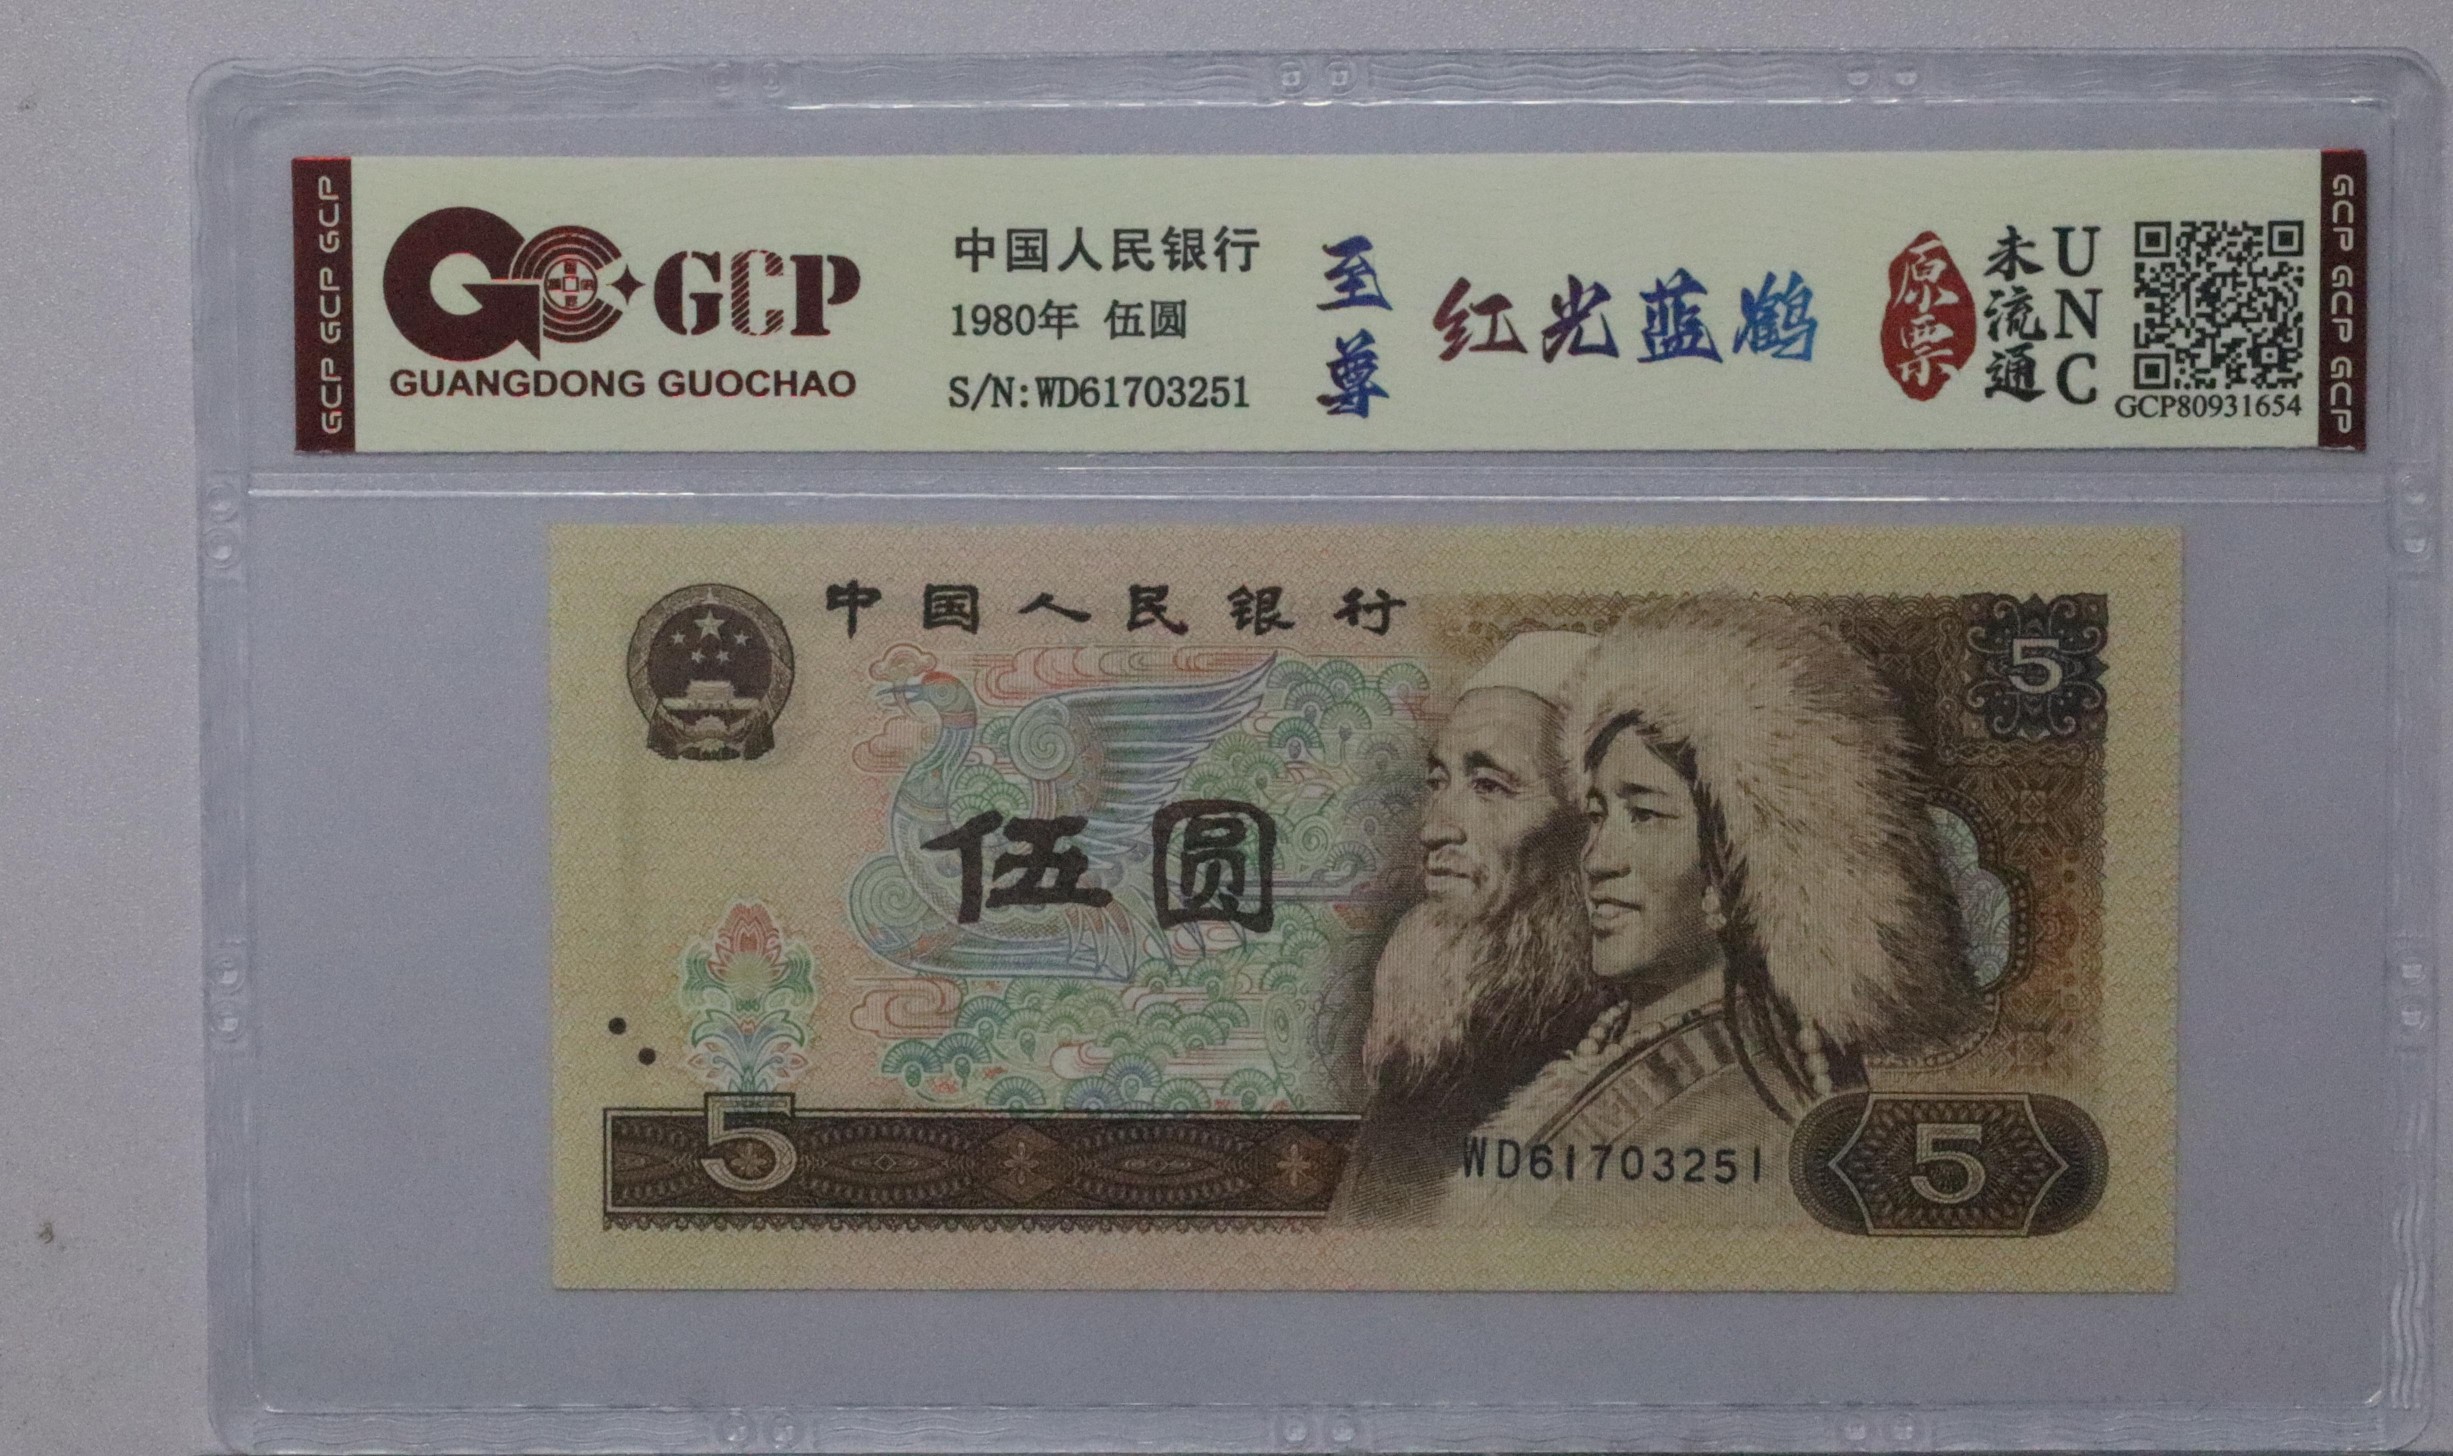 GCP GCP GCP
GCP
GUANGDONG GUOCHAO
中国人民银行
1980年 伍圆
S/N:WD61703251
至尊
红光蓝鹤
原票
未流通
UNC
GCP80931654
GCP GCP GCP
中国人民银行
5
伍圆
5
WD61703251
5